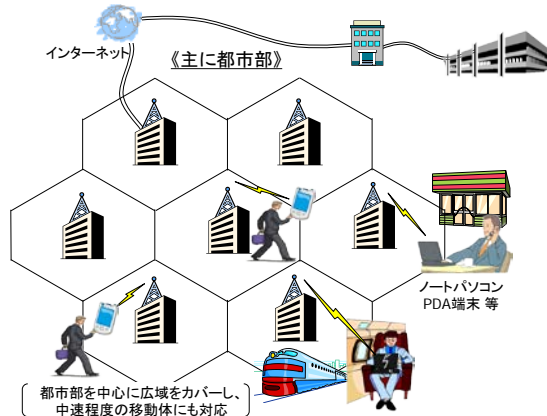 インターネット
《主に都市部》
ノートパソコン
PDA端末 等
都市部を中心に広域をカバーし、
中速程度の移動体にも対応